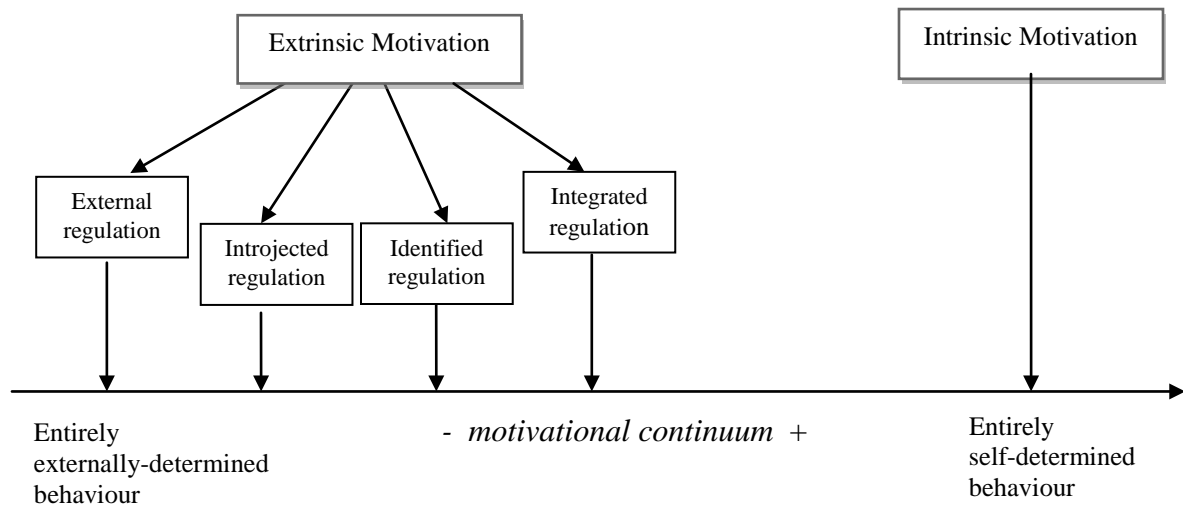 Extrinsic Motivation
Intrinsic Motivation
External
regulation
Introjected
regulation
Identified
regulation
Integrated
regulation
Entirely
externally-determined
behaviour
- motivational continuum +
Entirely
self-determined
behaviour